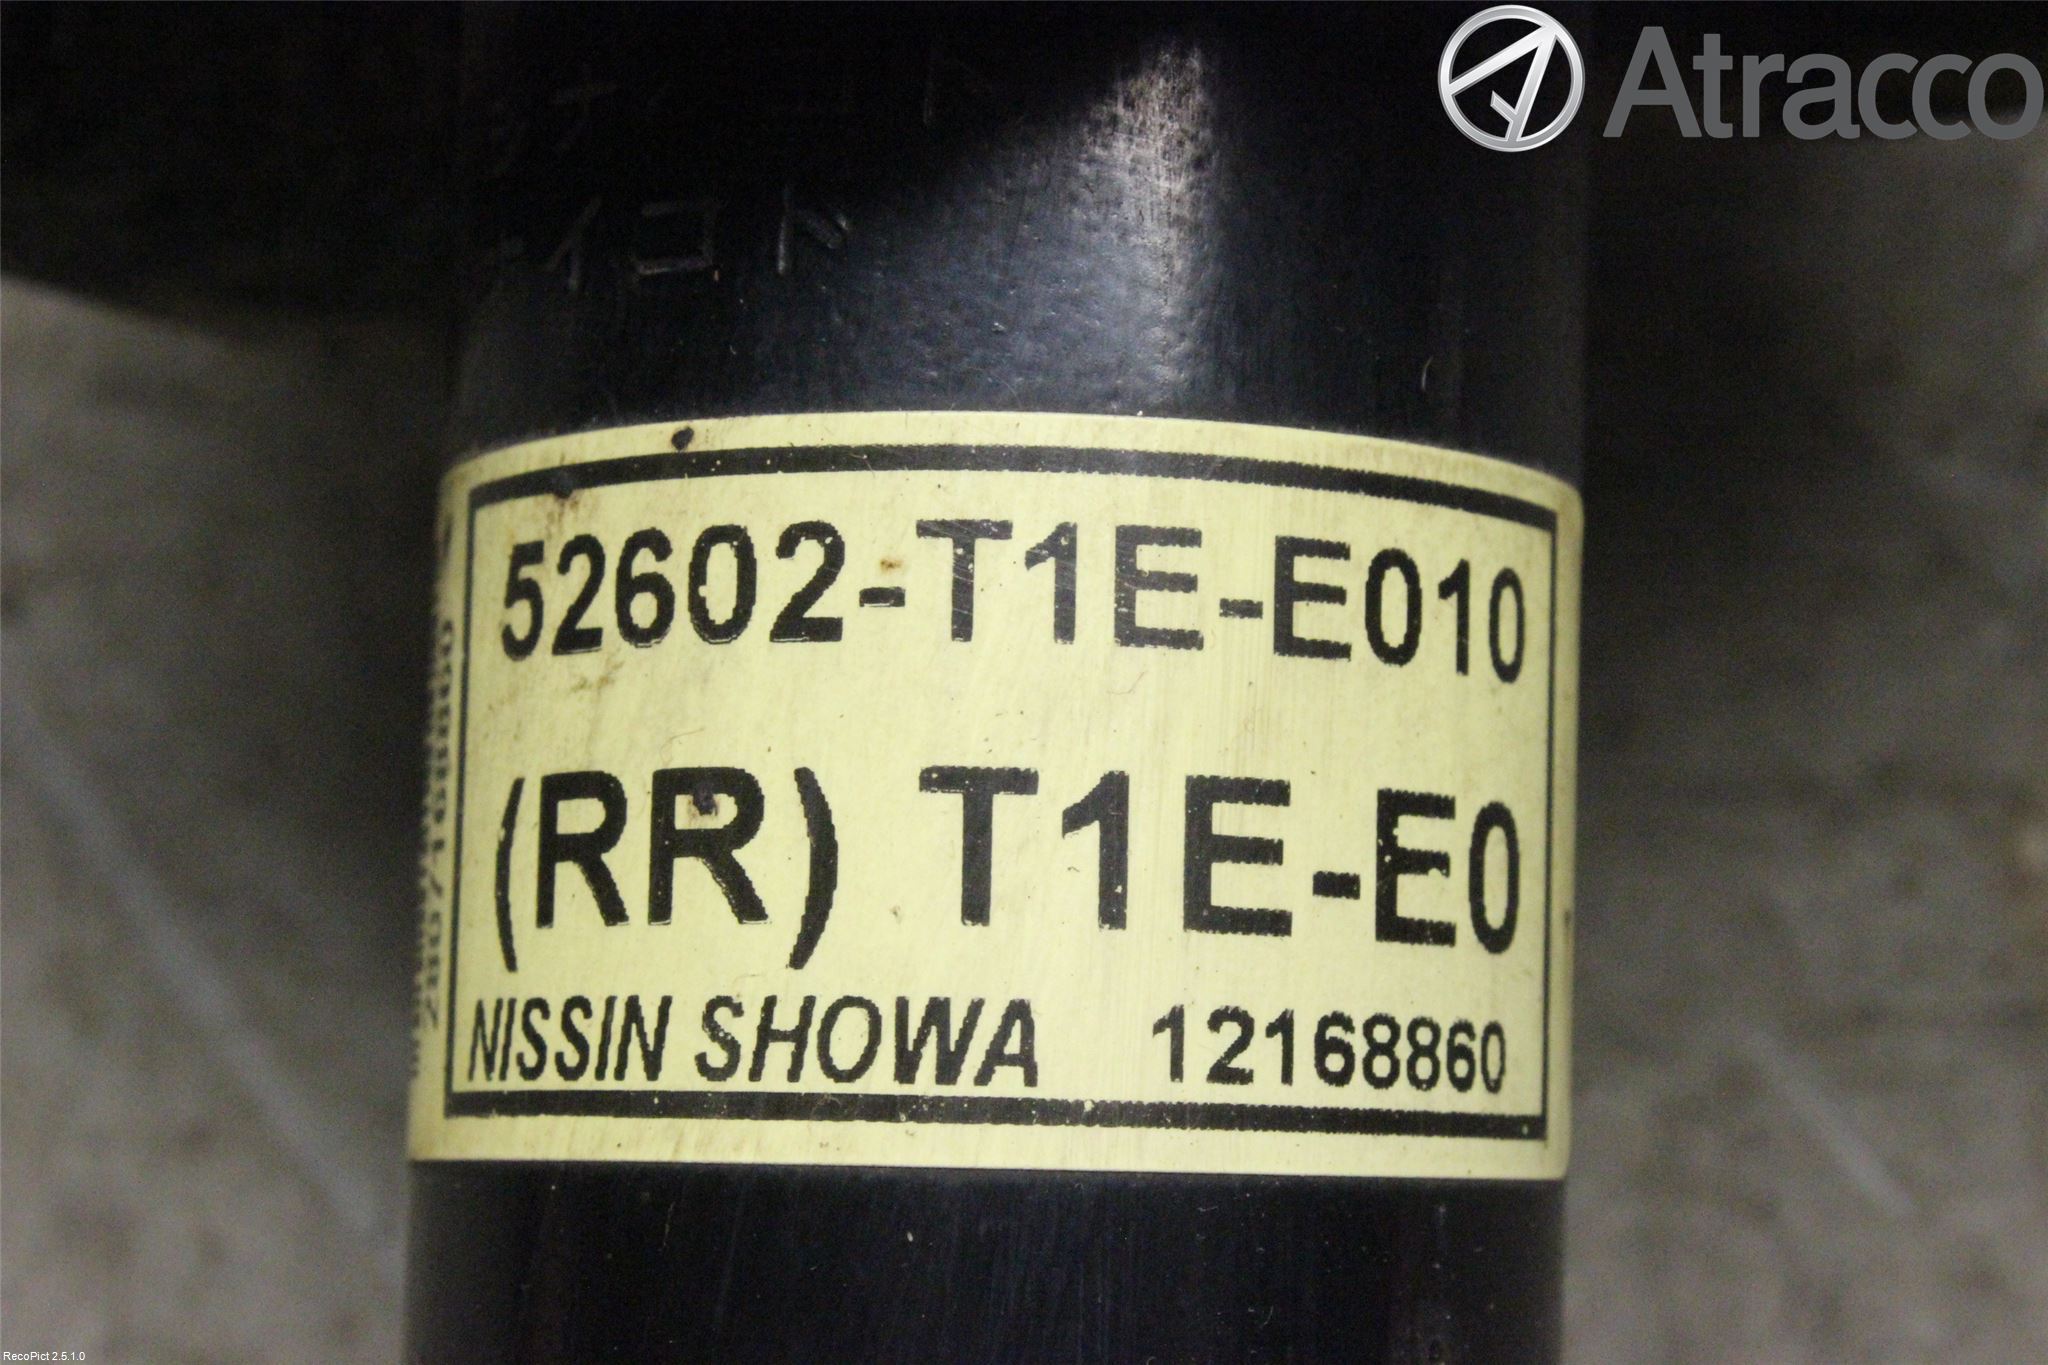 Atracco
52602-T1E-E010
(RR) T1E-E0
NISSIN SHOWA 12168860
RecoPict 2.5.1.0